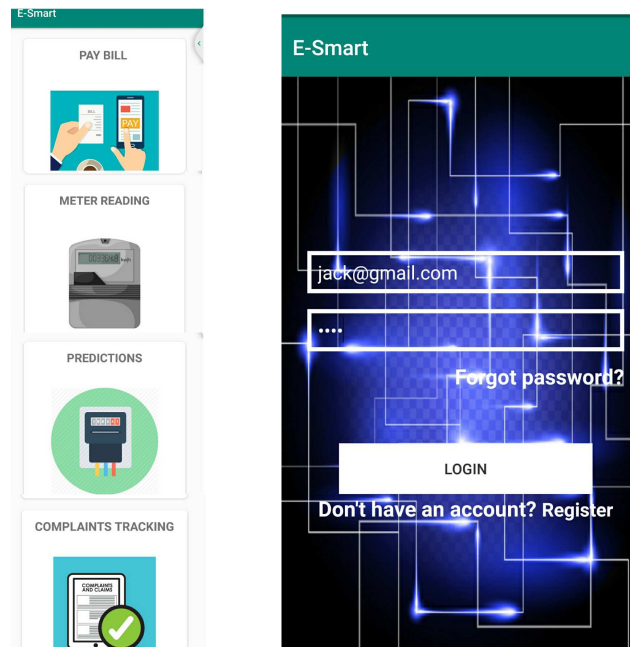 E-Smart
PAY BILL
BILL
PAY
METER READING
kwh
PREDICTIONS
COMPLAINTS TRACKING
COMPLAINTS
AND CLAIMS
E-Smart
jack@gmail.com
••••
Forgot password?
LOGIN
Don't have an account? Register